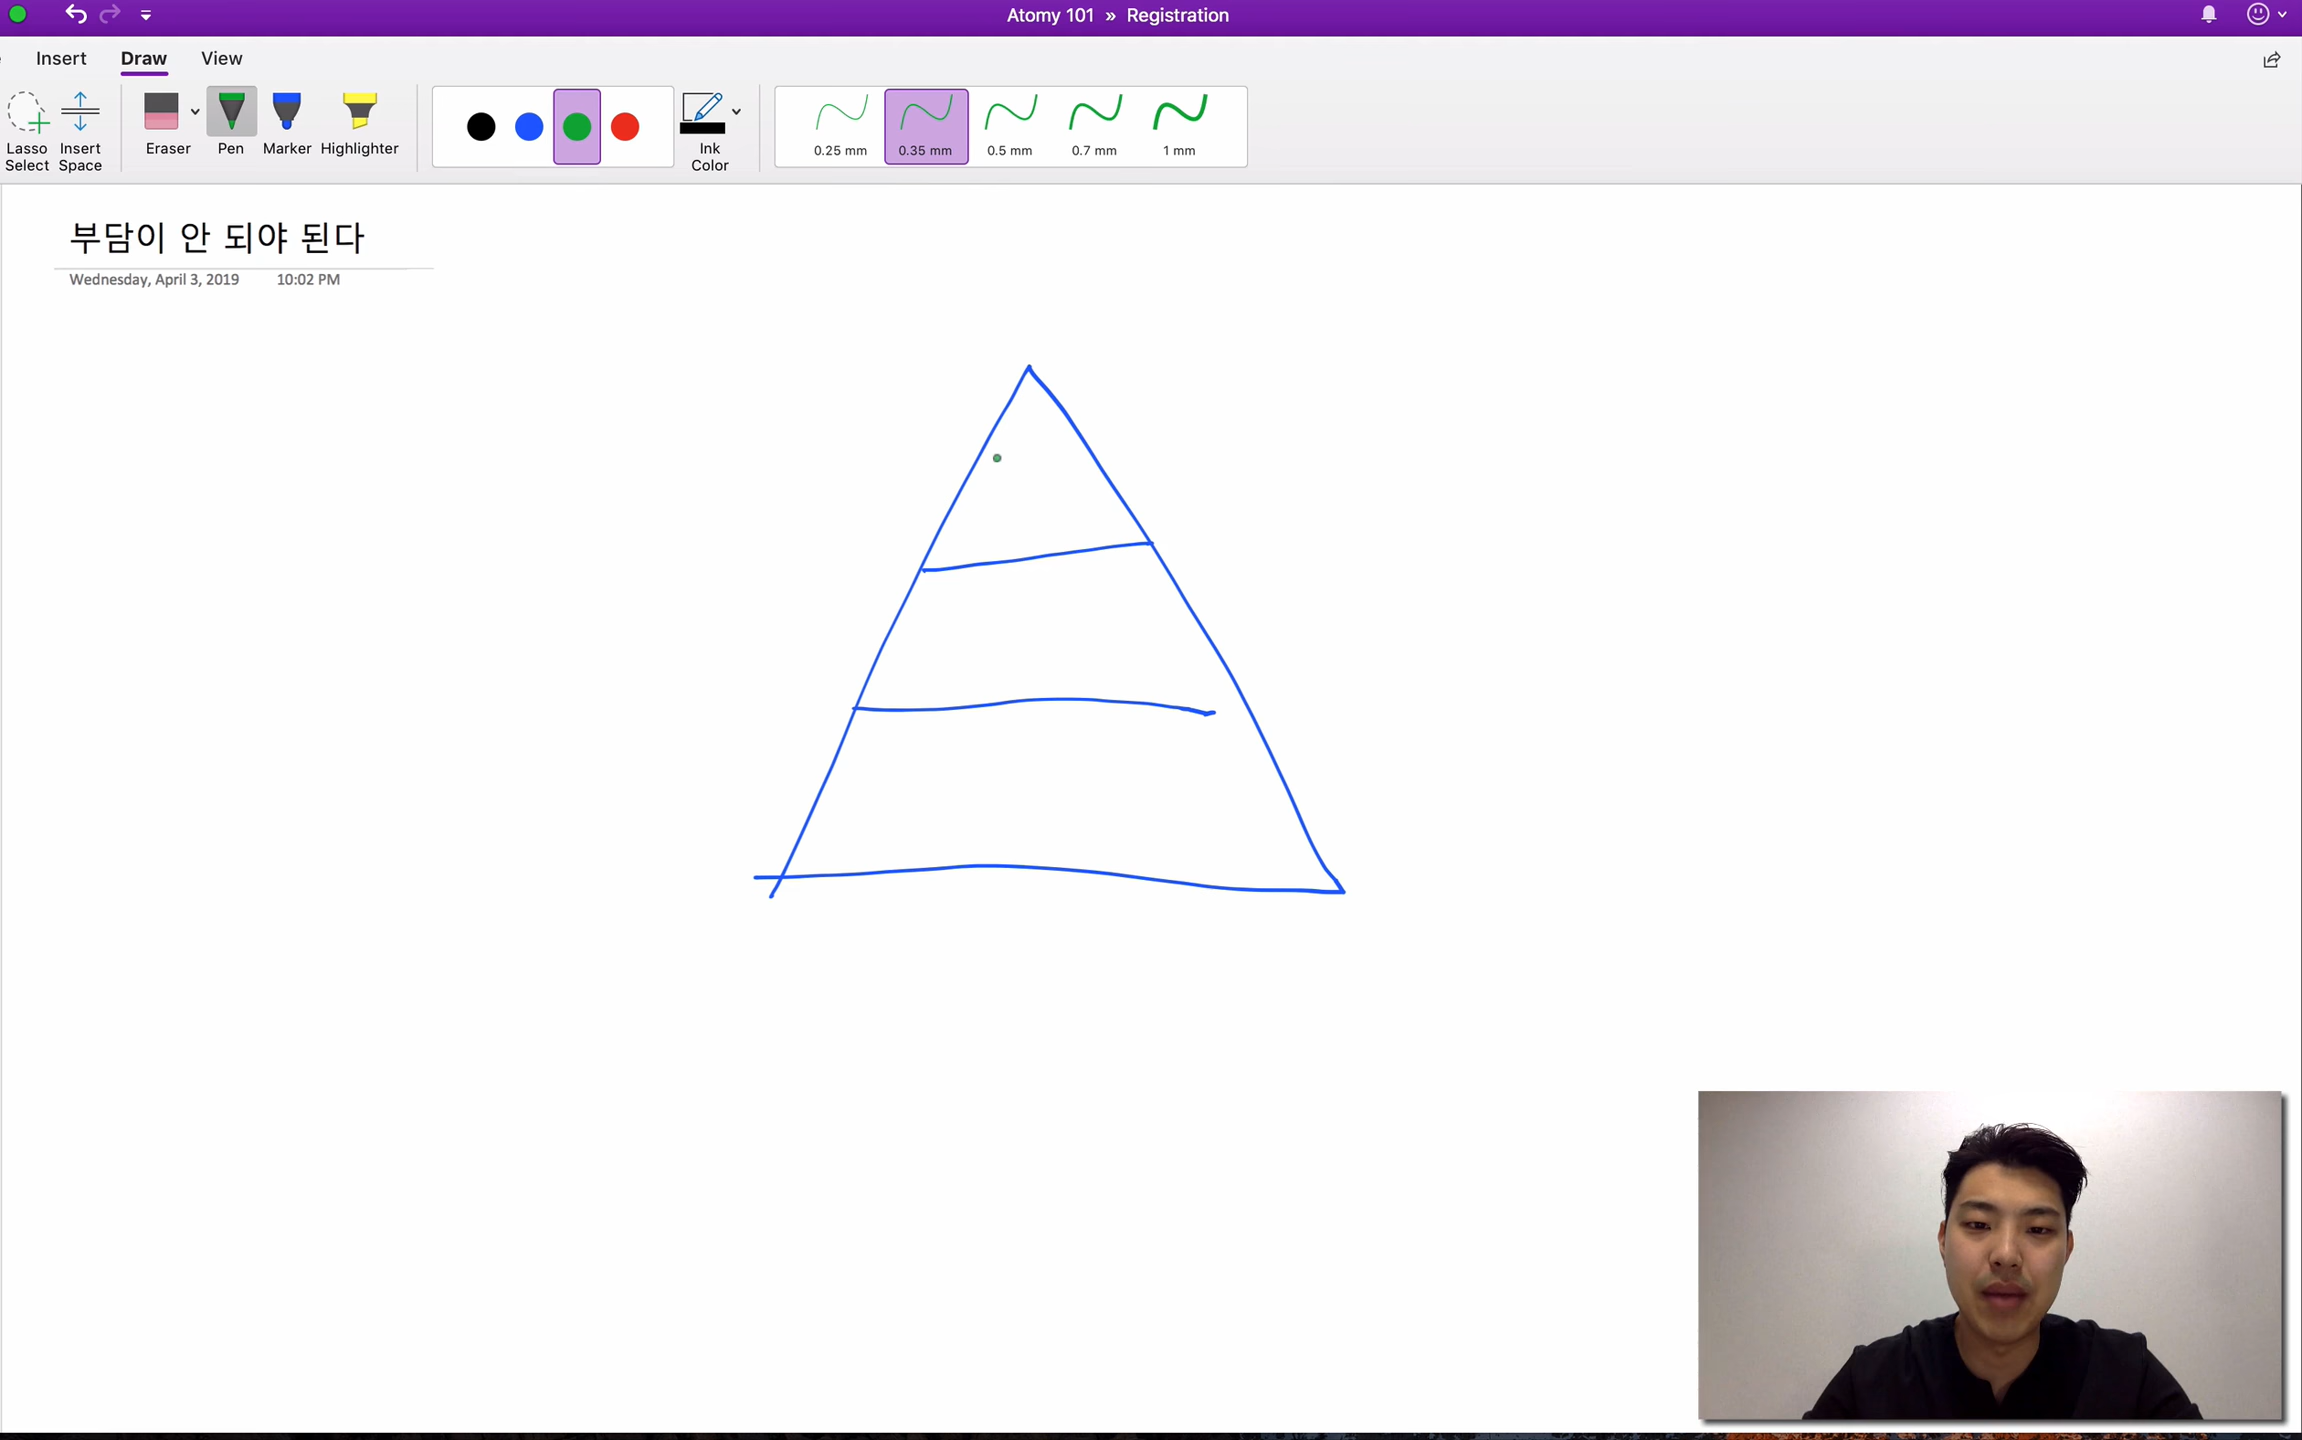 Atomy 101 » Registration
Insert Draw View
Lasso Select
Insert Space
Eraser
Pen
Marker
Highlighter
Ink Color
0.25 mm
0.35 mm
0.5 mm
0.7 mm
1 mm
부담이 안 되야 된다
Wednesday, April 3, 2019 10:02 PM